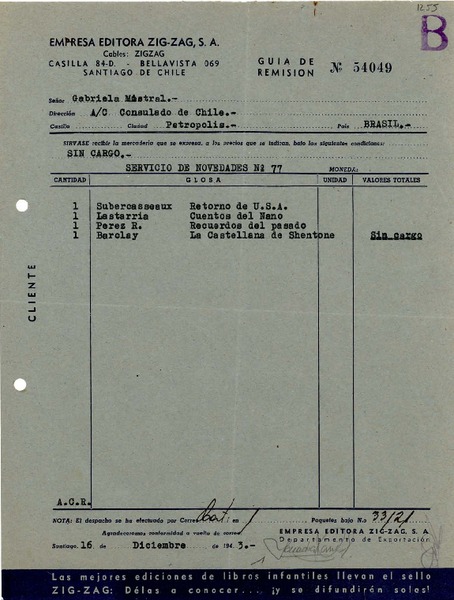 1255
B
EMPRESA EDITORA ZIG-ZAG, S. A.
Cables: ZIGZAG
CASILLA 84-D. - BELLAVISTA 069
SANTIAGO DE CHILE
GUIA DE
REMISION
Nº 54049
Señor Gabriela Mistral.-
Dirección A/C Consulado de Chile.-
Casilla Ciudad Petropolis.- País BRASIL.-
SIRVASE recibir la mercadería que se expresa, a los precios que se indican, bajo las siguientes condiciones:
SIN CARGO.-
SERVICIO DE NOVEDADES Nº 77 MONEDA:
CANTIDAD GLOSA UNIDAD VALORES TOTALES
1 Subercasseaux Retorno de U.S.A.
1 Lastarria Cuentos del Nano
1 Perez R. Recuerdos del pasado
1 Barclay La Castellana de Shentone Sin cargo
CLIENTE
A.C.R.
NOTA: El despacho se ha efectuado por Correo en Paquetes bajo N.o 33/21
Agradeceremos conformidad a vuelta de correo
EMPRESA EDITORA ZIG-ZAG, S. A.
Departamento de Exportación
Santiago, 16 de Diciembre de 194 3.-
Las mejores ediciones de libros infantiles llevan el sello
ZIG-ZAG: Délas a conocer... ¡y se difundirán solas!